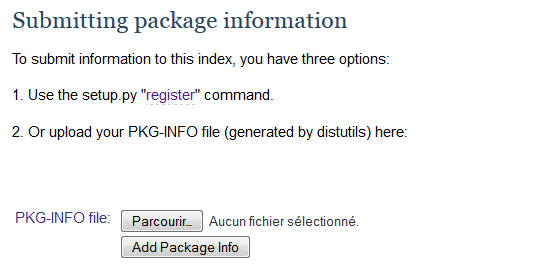 Submitting package information
To submit information to this index, you have three options:
1. Use the setup.py "register" command.
2. Or upload your PKG-INFO file (generated by distutils) here:
PKG-INFO file: Parcourir... Aucun fichier sélectionné.
Add Package Info